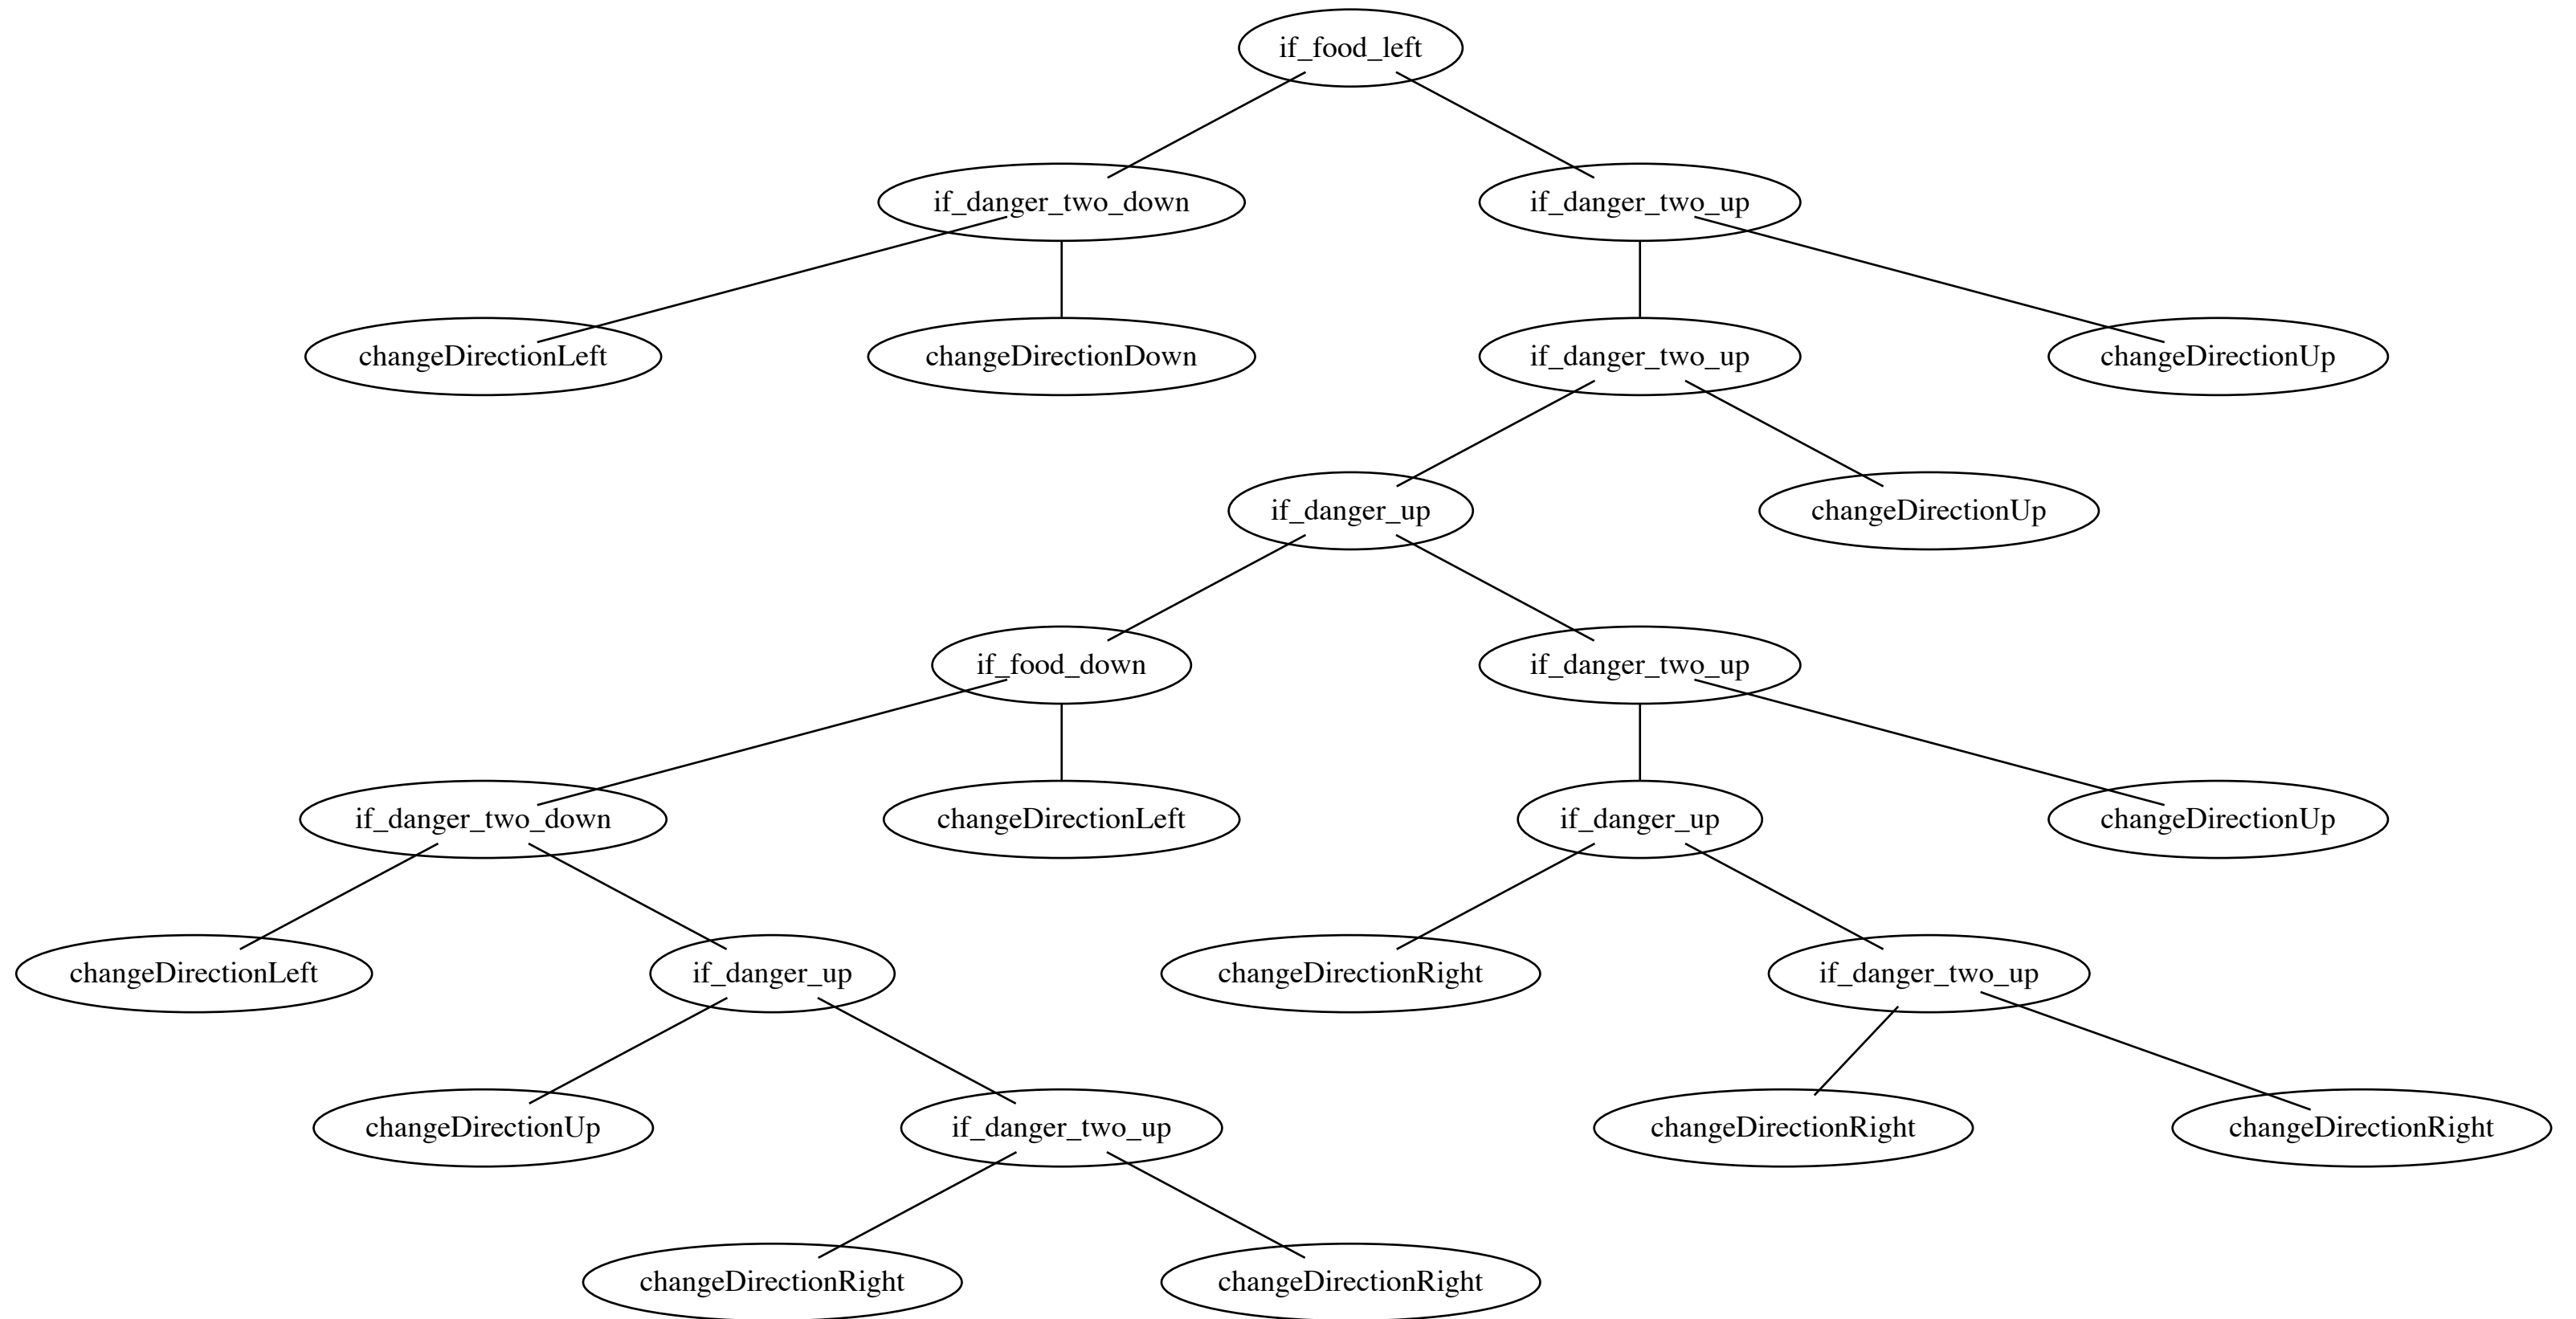 if_food_left
if_danger_two_down
if_danger_two_up
changeDirectionLeft
changeDirectionDown
if_danger_two_up
changeDirectionUp
if_danger_up
changeDirectionUp
if_food_down
if_danger_two_up
if_danger_two_down
changeDirectionLeft
if_danger_up
changeDirectionUp
changeDirectionLeft
if_danger_up
changeDirectionRight
if_danger_two_up
changeDirectionUp
if_danger_two_up
changeDirectionRight
changeDirectionRight
changeDirectionRight
changeDirectionRight